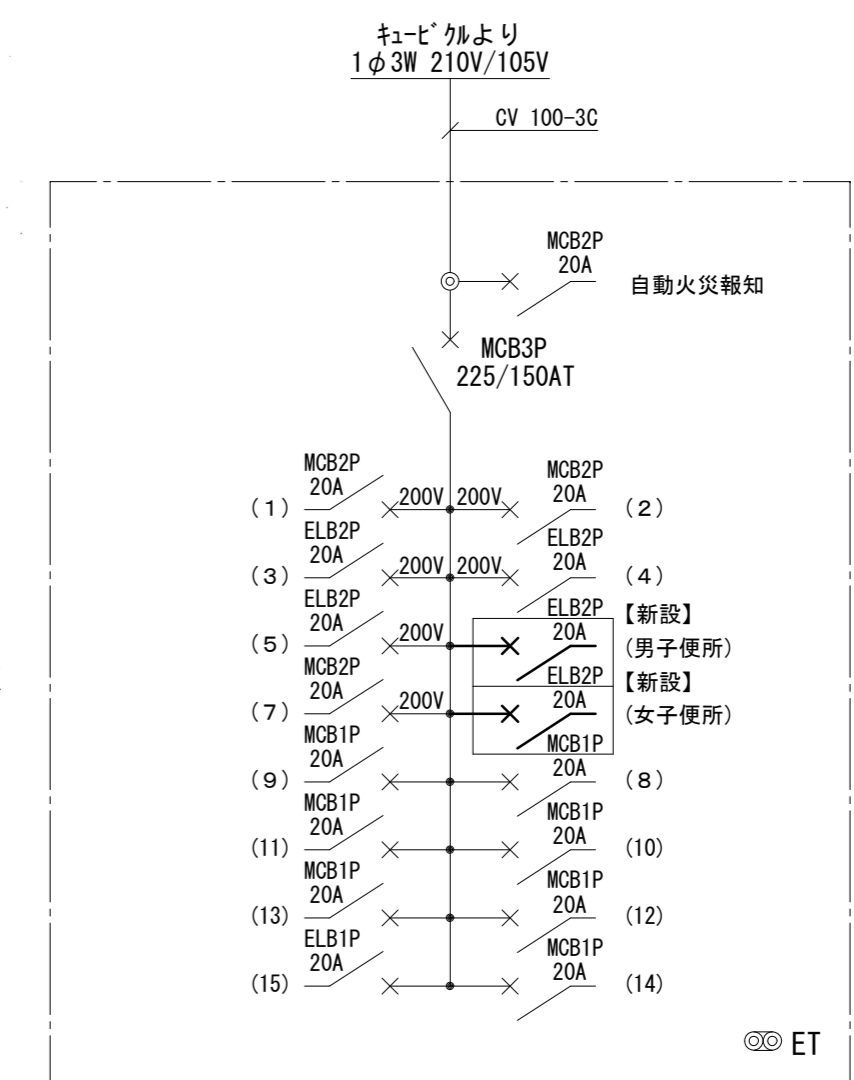 キュービクルより
1φ3W 210V/105V
CV 100-3C
MCB2P
20A
自動火災報知
MCB3P
225/150AT
MCB2P
20A
(1)
200V
200V
MCB2P
20A
(2)
ELB2P
20A
(3)
200V
200V
ELB2P
20A
(4)
ELB2P
20A
(5)
200V
ELB2P
20A
【新設】
(男子便所)
MCB2P
20A
(7)
200V
ELB2P
20A
【新設】
(女子便所)
MCB1P
20A
(9)
MCB1P
20A
(8)
MCB1P
20A
(11)
MCB1P
20A
(10)
MCB1P
20A
(13)
MCB1P
20A
(12)
ELB1P
20A
(15)
MCB1P
20A
(14)
ET